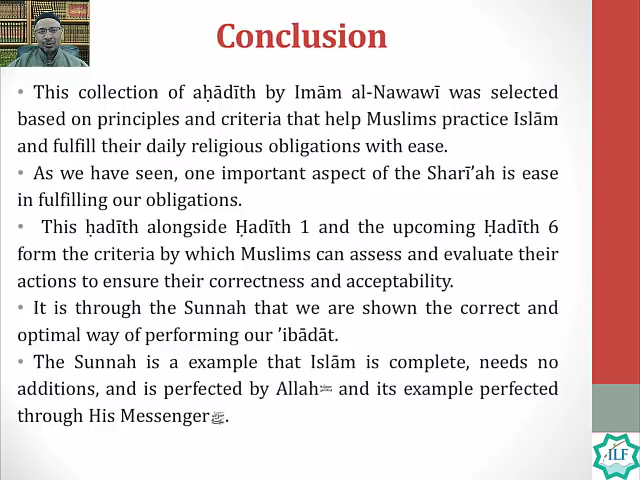 Conclusion
• This collection of aḥādīth by Imām al-Nawawī was selected
based on principles and criteria that help Muslims practice Islām
and fulfill their daily religious obligations with ease.
• As we have seen, one important aspect of the Sharī’ah is ease
in fulfilling our obligations.
• This ḥadīth alongside Ḥadīth 1 and the upcoming Ḥadīth 6
form the criteria by which Muslims can assess and evaluate their
actions to ensure their correctness and acceptability.
• It is through the Sunnah that we are shown the correct and
optimal way of performing our ’ibādāt.
• The Sunnah is a example that Islām is complete, needs no
additions, and is perfected by Allah and its example perfected
through His Messengerﷺ.
ILF